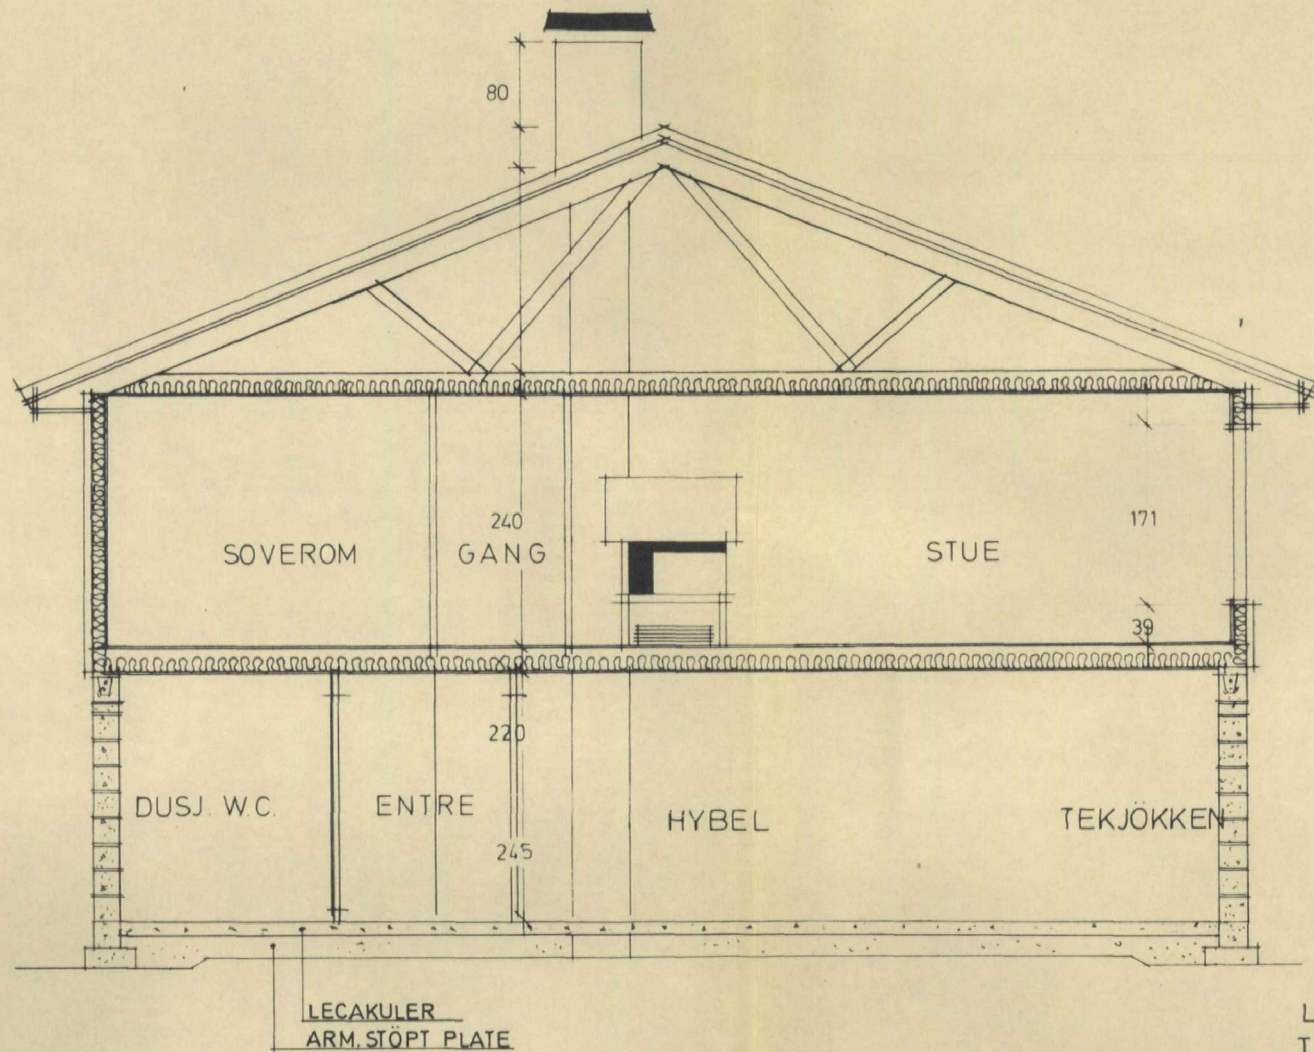 80
240
171
SOVEROM
GANG
STUE
39
220
DUSJ. W.C.
ENTRE
HYBEL
TEKJÖKKEN
245
LECAKULER
ARM. STÖPT PLATE
L
T